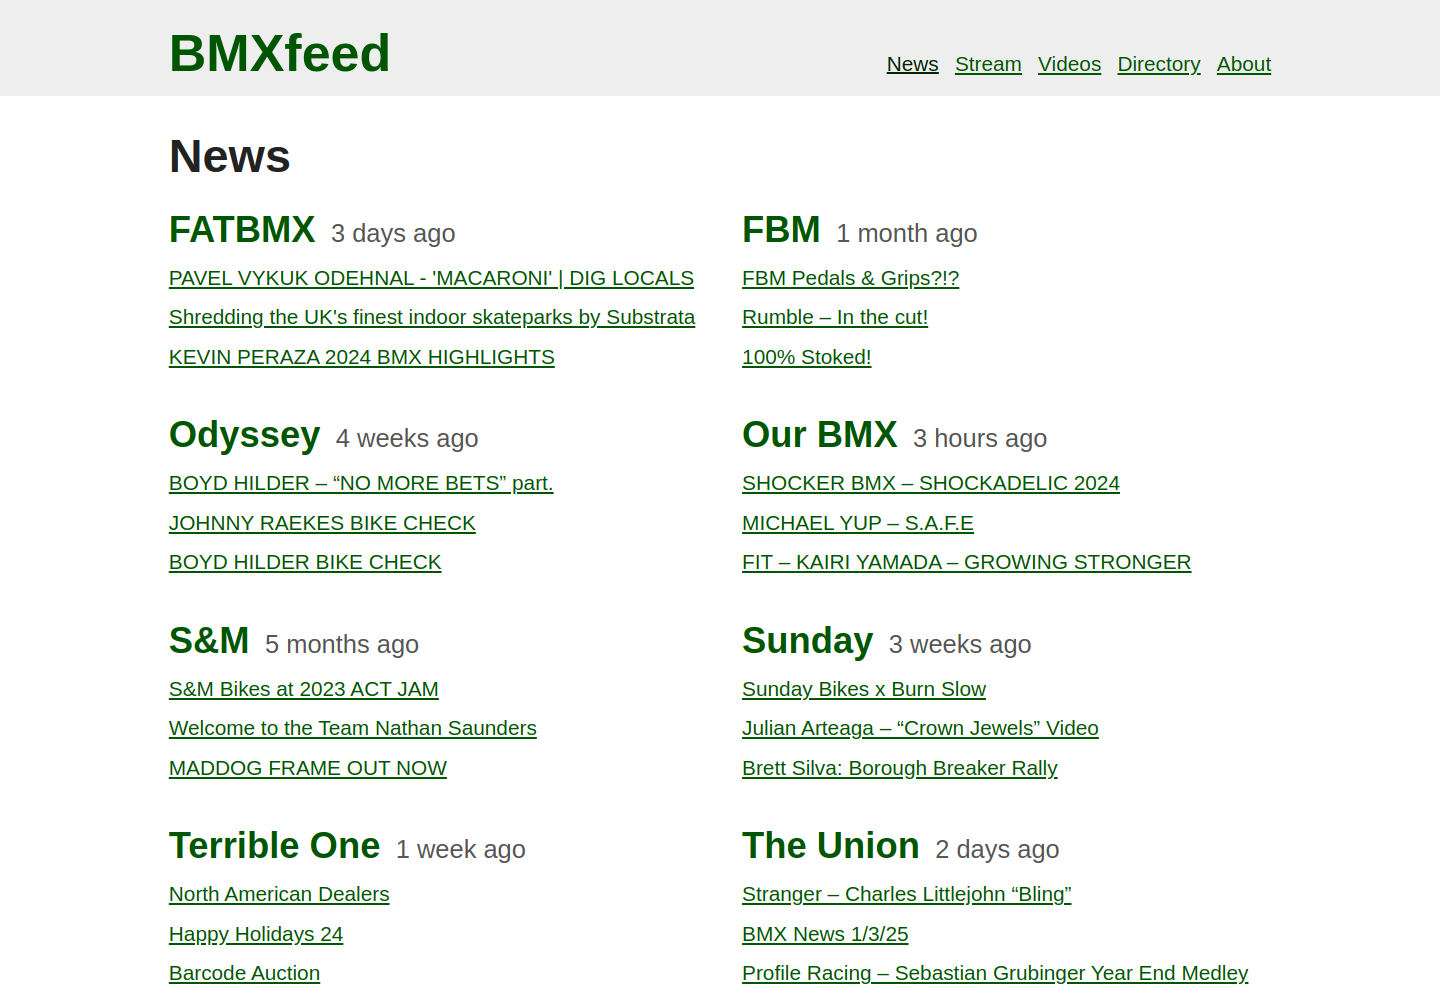 BMXfeed
News Stream Videos Directory About
News
FATBMX 3 days ago
PAVEL VYKUK ODEHNAL - 'MACARONI' | DIG LOCALS
Shredding the UK's finest indoor skateparks by Substrata
KEVIN PERAZA 2024 BMX HIGHLIGHTS
FBM 1 month ago
FBM Pedals & Grips?!?
Rumble – In the cut!
100% Stoked!
Odyssey 4 weeks ago
BOYD HILDER – “NO MORE BETS” part.
JOHNNY RAEKES BIKE CHECK
BOYD HILDER BIKE CHECK
Our BMX 3 hours ago
SHOCKER BMX – SHOCKADELIC 2024
MICHAEL YUP – S.A.F.E
FIT – KAIRI YAMADA – GROWING STRONGER
S&M 5 months ago
S&M Bikes at 2023 ACT JAM
Welcome to the Team Nathan Saunders
MADDOG FRAME OUT NOW
Sunday 3 weeks ago
Sunday Bikes x Burn Slow
Julian Arteaga – “Crown Jewels” Video
Brett Silva: Borough Breaker Rally
Terrible One 1 week ago
North American Dealers
Happy Holidays 24
Barcode Auction
The Union 2 days ago
Stranger – Charles Littlejohn “Bling”
BMX News 1/3/25
Profile Racing – Sebastian Grubinger Year End Medley